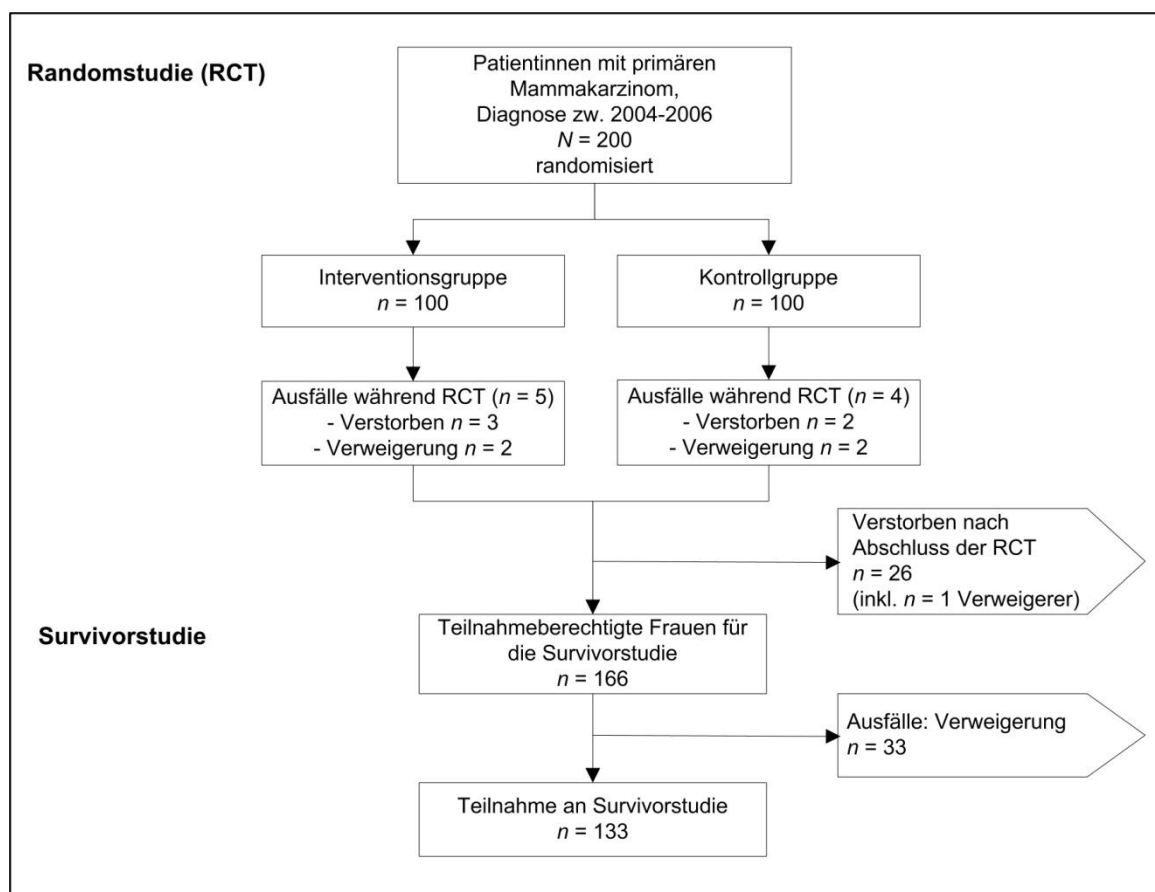 Randomstudie (RCT)
Patientinnen mit primären
Mammakarzinom,
Diagnose zw. 2004-2006
N = 200
randomisiert
Interventionsgruppe
n = 100
Kontrollgruppe
n = 100
Ausfälle während RCT (n = 5)
- Verstorben n = 3
- Verweigerung n = 2
Ausfälle während RCT (n = 4)
- Verstorben n = 2
- Verweigerung n = 2
Verstorben nach
Abschluss der RCT
n = 26
(inkl. n = 1 Verweigerer)
Survivorstudie
Teilnahmeberechtigte Frauen für
die Survivorstudie
n = 166
Ausfälle: Verweigerung
n = 33
Teilnahme an Survivorstudie
n = 133